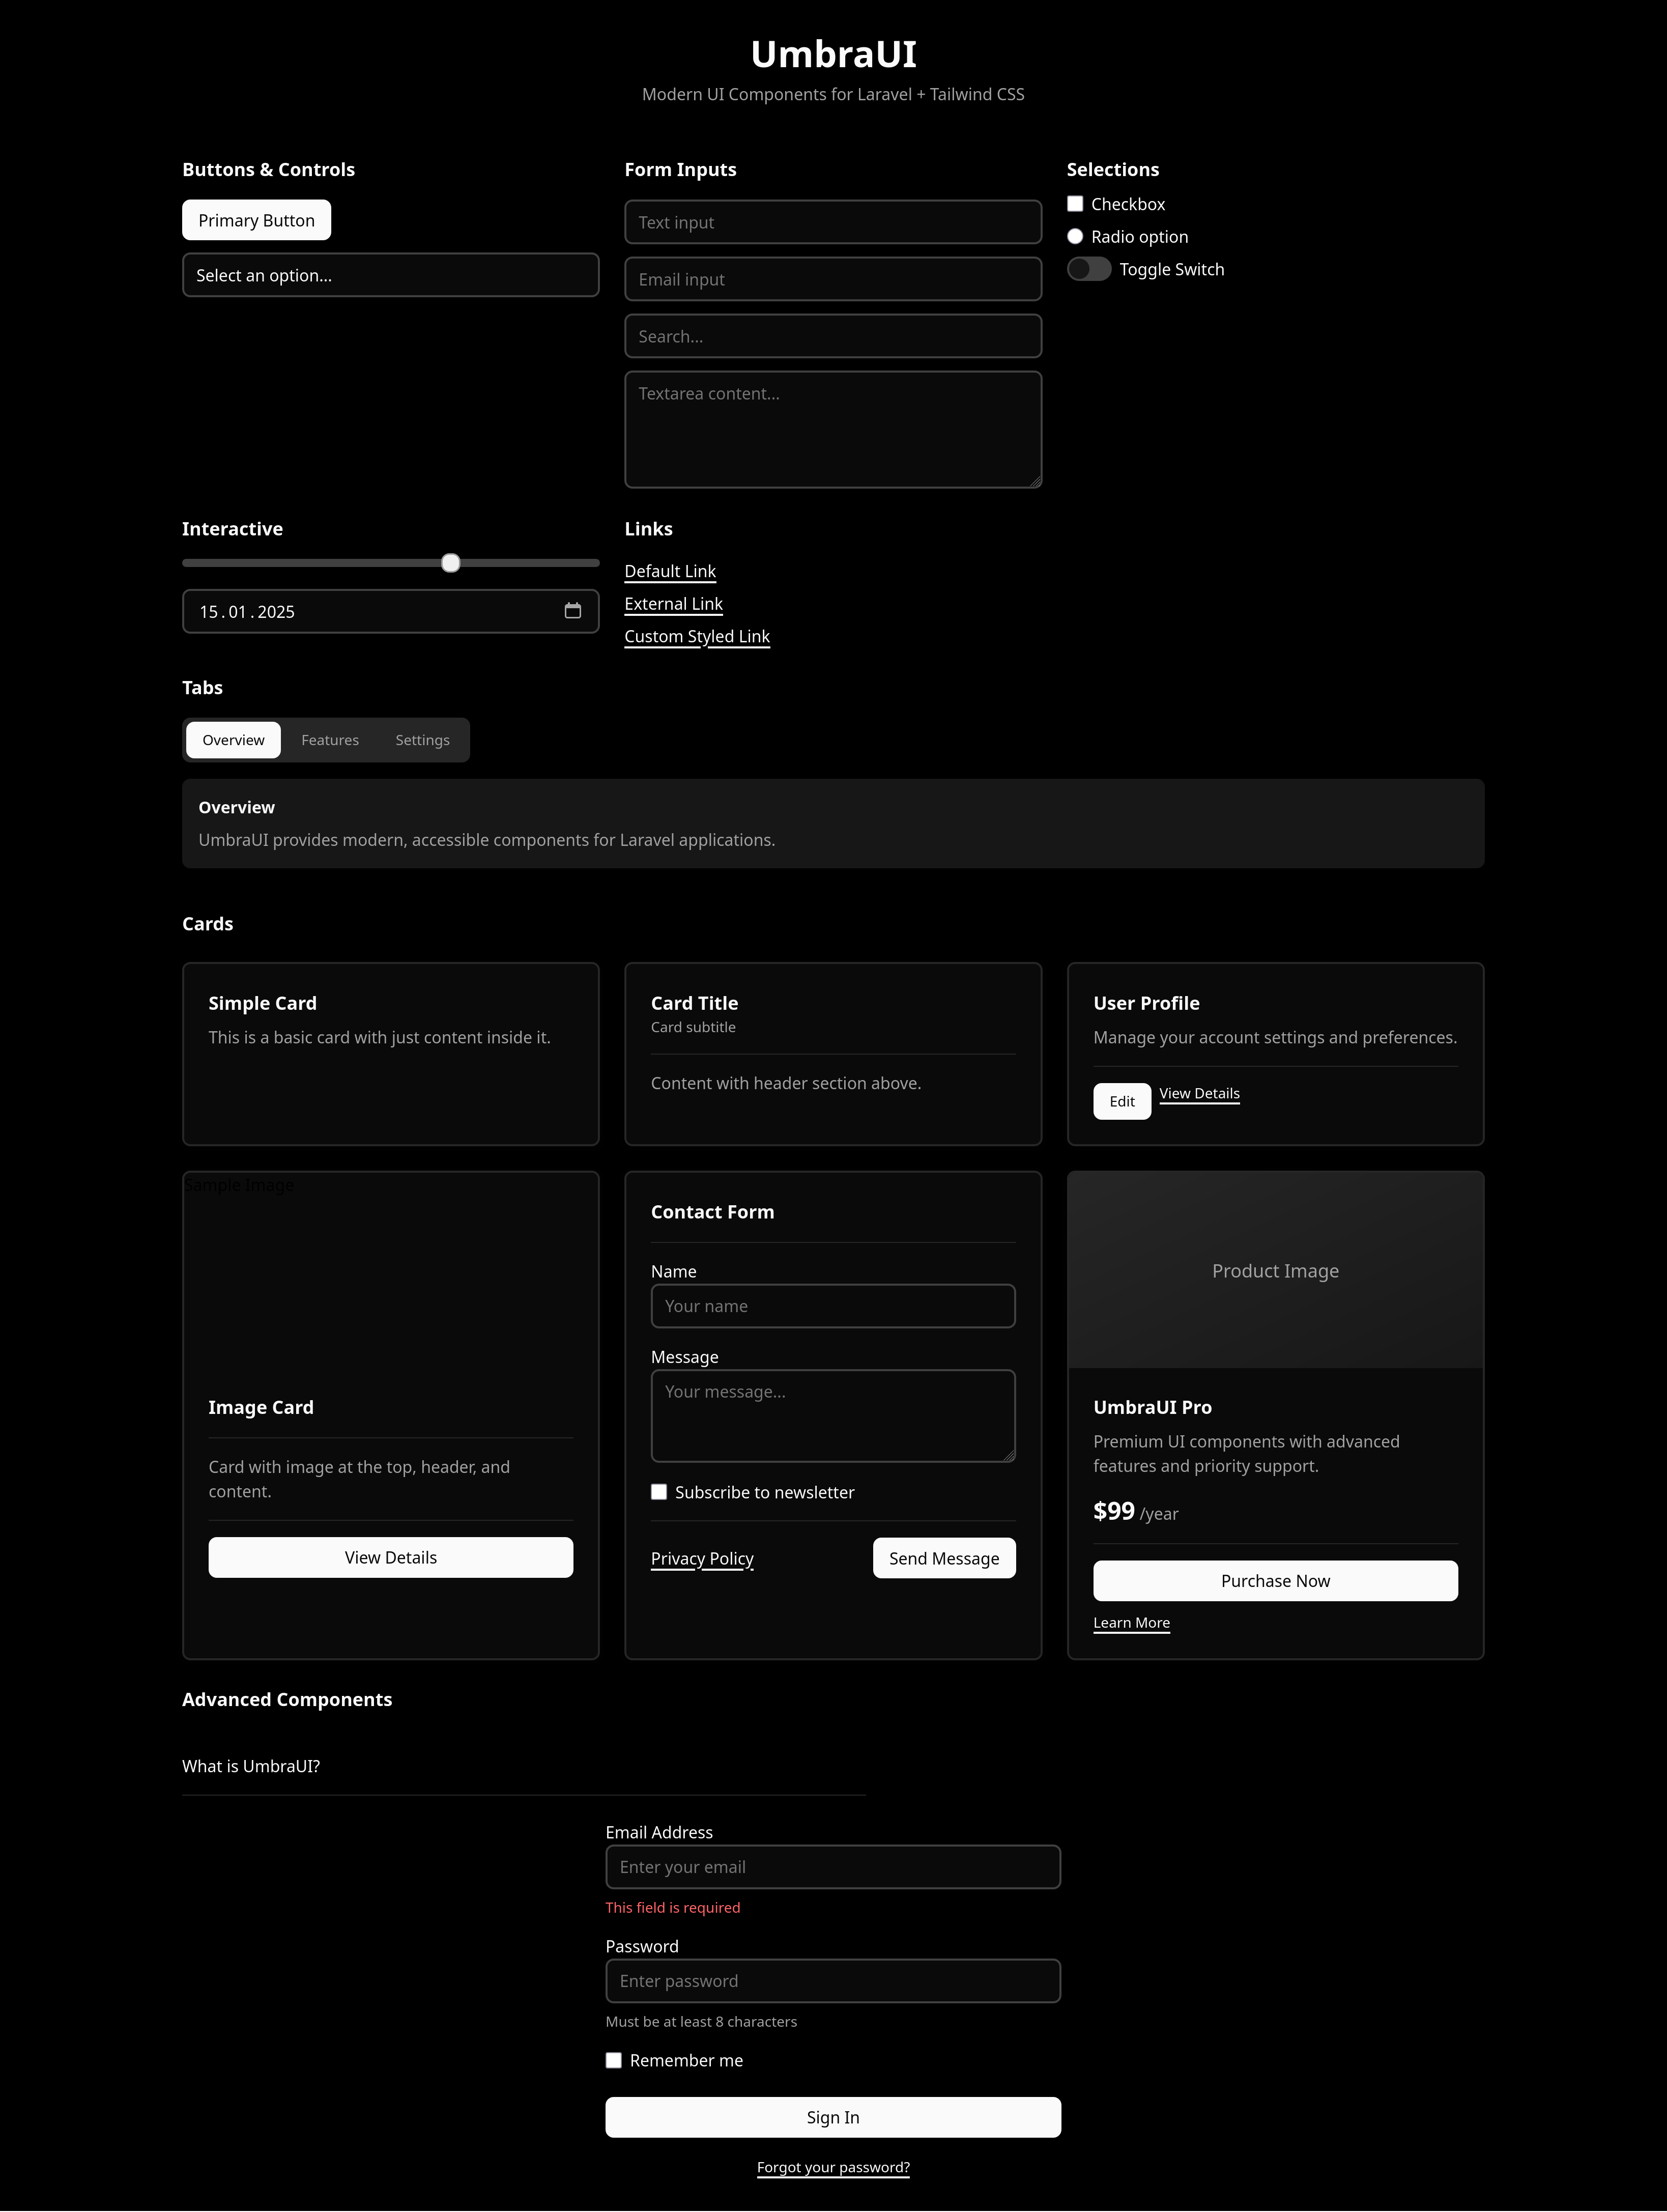 UmbraUI
Modern UI Components for Laravel + Tailwind CSS
Buttons & Controls
Primary Button
Select an option...
Form Inputs
Text input
Email input
Search...
Textarea content...
Selections
Checkbox
Radio option
Toggle Switch
Interactive
15.01.2025
Links
Default Link
External Link
Custom Styled Link
Tabs
Overview
Features
Settings
Overview
UmbraUI provides modern, accessible components for Laravel applications.
Cards
Simple Card
This is a basic card with just content inside it.
Card Title
Card subtitle
Content with header section above.
User Profile
Manage your account settings and preferences.
Edit
View Details
Sample Image
Image Card
Card with image at the top, header, and
content.
View Details
Contact Form
Name
Your name
Message
Your message...
Subscribe to newsletter
Privacy Policy
Send Message
Product Image
UmbraUI Pro
Premium UI components with advanced
features and priority support.
$99 /year
Purchase Now
Learn More
Advanced Components
What is UmbraUI?
Email Address
Enter your email
This field is required
Password
Enter password
Must be at least 8 characters
Remember me
Sign In
Forgot your password?